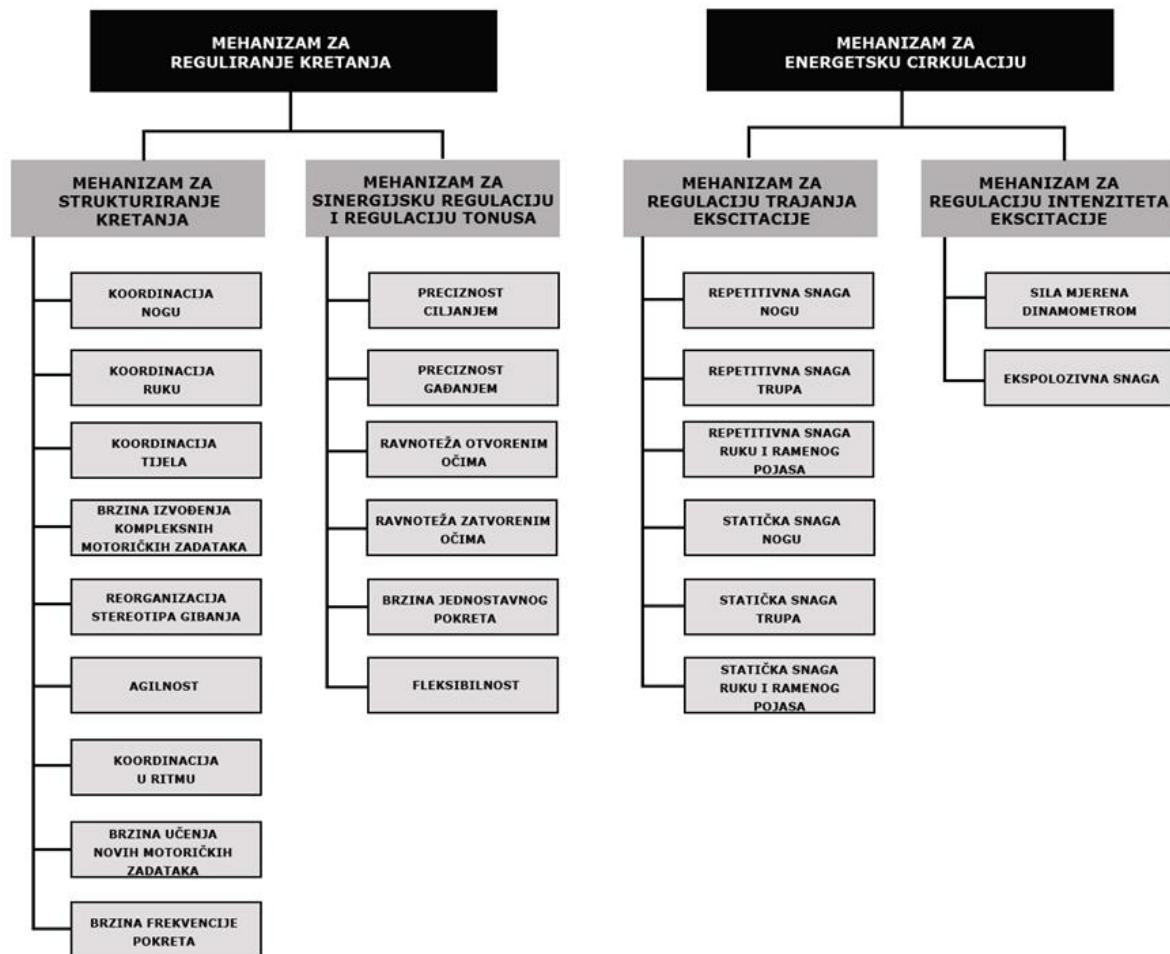 MEHANIZAM ZA
REGULIRANJE KRETANJA
MEHANIZAM ZA
STRUKTURIRANJE
KRETANJA
KOORDINACIJA
NOGU
KOORDINACIJA
RUKU
KOORDINACIJA
TIJELA
BRZINA IZVOĐENJA
KOMPLEKSNIH
MOTORIČKIH ZADATAKA
REORGANIZACIJA
STEREOTIPA GIBANJA
AGILNOST
KOORDINACIJA
U RITMU
BRZINA UČENJA
NOVIH MOTORIČKIH
ZADATAKA
BRZINA FREKVENCIJE
POKRETA
MEHANIZAM ZA
SINERGIJSKU REGULACIJU
I REGULACIJU TONUSA
PRECIZNOST
CILJANJEM
PRECIZNOST
GAĐANJEM
RAVNOTEŽA OTVORENIM
OČIMA
RAVNOTEŽA ZATVORENIM
OČIMA
BRZINA JEDNOSTAVNOG
POKRETA
FLEKSIBILNOST
MEHANIZAM ZA
ENERGETSKU CIRKULACIJU
MEHANIZAM ZA
REGULACIJU TRAJANJA
EKSCITACIJE
REPETITIVNA SNAGA
NOGU
REPETITIVNA SNAGA
TRUPA
REPETITIVNA SNAGA
RUKU I RAMENOG
POJASA
STATIČKA SNAGA
NOGU
STATIČKA SNAGA
TRUPA
STATIČKA SNAGA
RUKU I RAMENOG
POJASA
MEHANIZAM ZA
REGULACIJU INTENZITETA
EKSCITACIJE
SILA MJERENA
DINAMOMETROM
EKSPOLOZIVNA SNAGA